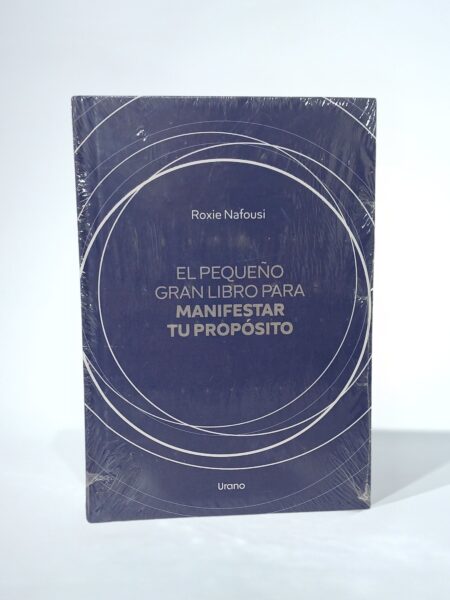 Roxie Nafousi
EL PEQUEÑO
GRAN LIBRO PARA
MANIFESTAR
TU PROPÓSITO
Urano